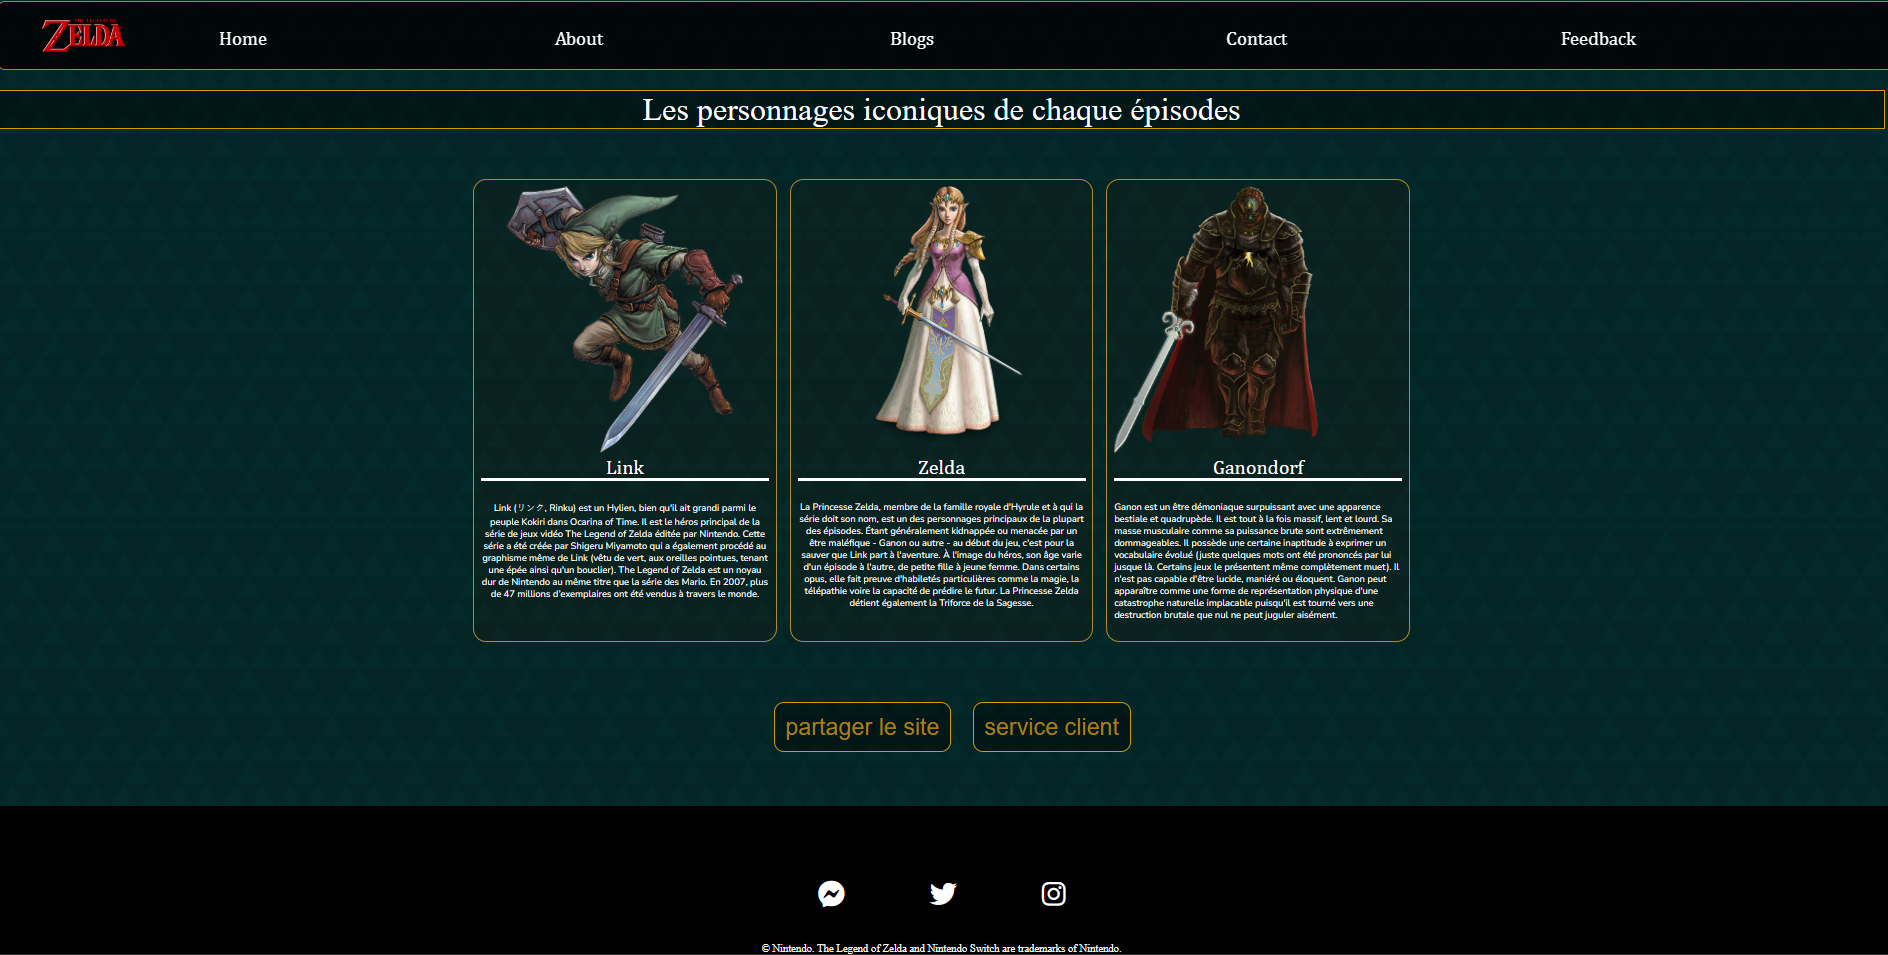 THE LEGEND OF
ZELDA
Home
About
Blogs
Contact
Feedback
Les personnages iconiques de chaque épisodes
Link
Link (リンク, Rinku) est un Hylien, bien qu'il ait grandi parmi le
peuple Kokiri dans Ocarina of Time. Il est le héros principal de la
série de jeux vidéo The Legend of Zelda éditée par Nintendo. Cette
série a été créée par Shigeru Miyamoto qui a également procédé au
graphisme même de Link (vêtu de vert, aux oreilles pointues, tenant
une épée ainsi qu'un bouclier). The Legend of Zelda est un noyau
dur de Nintendo au même titre que la série des Mario. En 2007, plus
de 47 millions d'exemplaires ont été vendus à travers le monde.
Zelda
La Princesse Zelda, membre de la famille royale d'Hyrule et à qui la
série doit son nom, est un des personnages principaux de la plupart
des épisodes. Étant généralement kidnappée ou menacée par un
être maléfique - Ganon ou autre - au début du jeu, c'est pour la
sauver que Link part à l'aventure. À l'image du héros, son âge varie
d'un épisode à l'autre, de petite fille à jeune femme. Dans certains
opus, elle fait preuve d'habiletés particulières comme la magie, la
télépathie voire la capacité de prédire le futur. La Princesse Zelda
détient également la Triforce de la Sagesse.
Ganondorf
Ganon est un être démoniaque surpuissant avec une apparence
bestiale et quadrupède. Il est tout à la fois massif, lent et lourd. Sa
masse musculaire comme sa puissance brute sont extrêmement
dommageables. Il possède une certaine inaptitude à exprimer un
vocabulaire évolué (juste quelques mots ont été prononcés par lui
jusque là. Certains jeux le présentent même complètement muet). Il
n'est pas capable d'être lucide, maniéré ou éloquent. Ganon peut
apparaître comme une forme de représentation physique d'une
catastrophe naturelle implacable puisqu'il est tourné vers une
destruction brutale que nul ne peut juguler aisément.
partager le site
service client
© Nintendo. The Legend of Zelda and Nintendo Switch are trademarks of Nintendo.